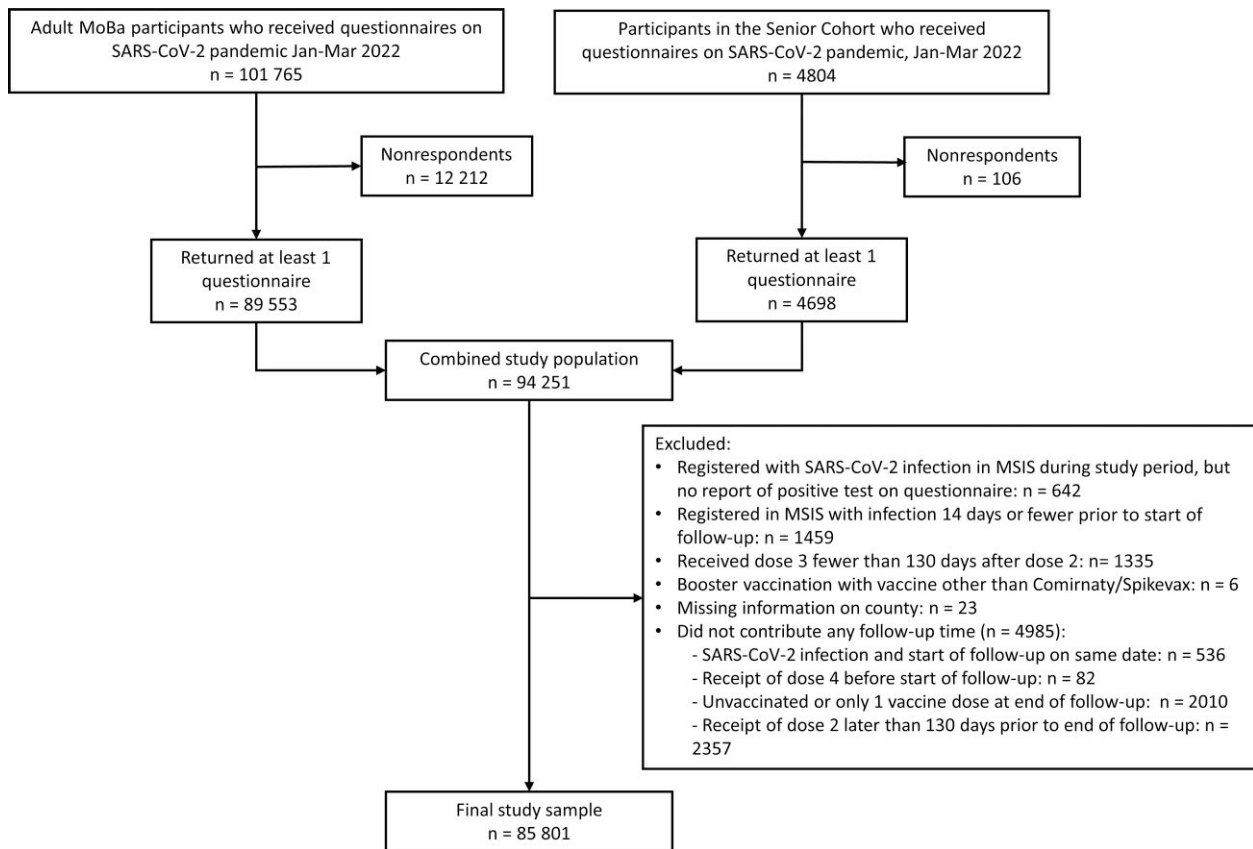 Adult MoBa participants who received questionnaires on
SARS-CoV-2 pandemic Jan-Mar 2022
n = 101 765
Participants in the Senior Cohort who received
questionnaires on SARS-CoV-2 pandemic, Jan-Mar 2022
n = 4804
Nonrespondents
n = 12 212
Nonrespondents
n = 106
Returned at least 1
questionnaire
n = 89 553
Returned at least 1
questionnaire
n = 4698
Combined study population
n = 94 251
Excluded:
• Registered with SARS-CoV-2 infection in MSIS during study period, but
no report of positive test on questionnaire: n = 642
• Registered in MSIS with infection 14 days or fewer prior to start of
follow-up: n = 1459
• Received dose 3 fewer than 130 days after dose 2: n= 1335
• Booster vaccination with vaccine other than Comirnaty/Spikevax: n = 6
• Missing information on county: n = 23
• Did not contribute any follow-up time (n = 4985):
- SARS-CoV-2 infection and start of follow-up on same date: n = 536
- Receipt of dose 4 before start of follow-up: n = 82
- Unvaccinated or only 1 vaccine dose at end of follow-up: n = 2010
- Receipt of dose 2 later than 130 days prior to end of follow-up: n =
2357
Final study sample
n = 85 801